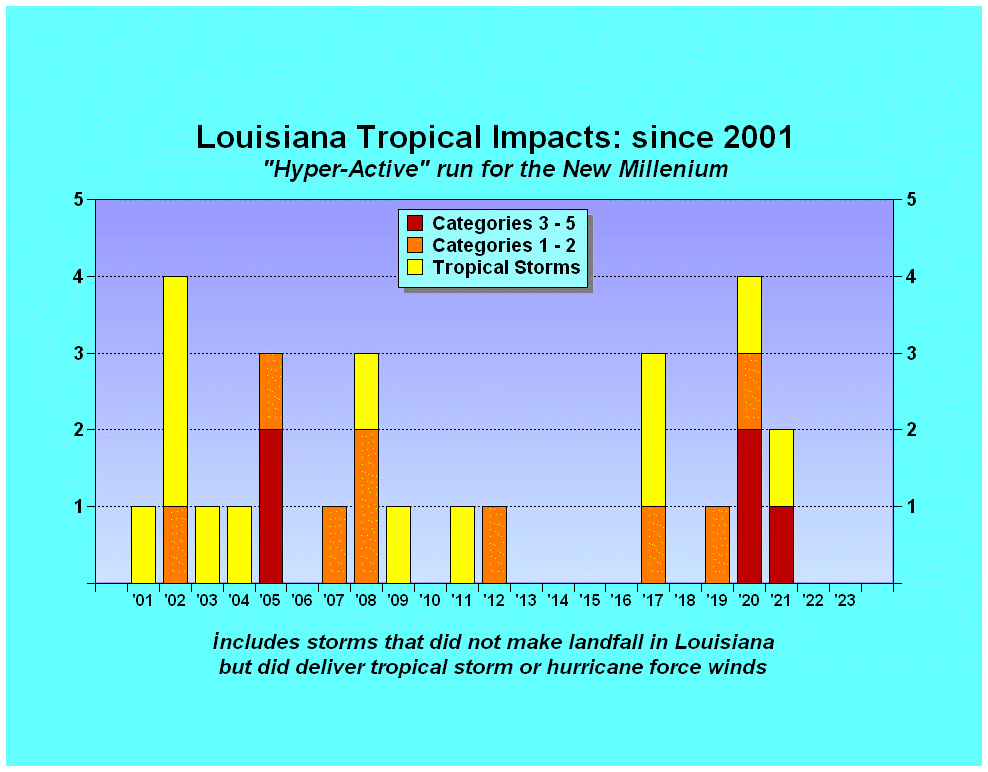 Louisiana Tropical Impacts: since 2001
"Hyper-Active" run for the New Millenium
5
4
3
2
1
Categories 3 - 5
Categories 1 - 2
Tropical Storms
5
4
3
2
1
'01 '02 '03 '04 '05 '06 '07 '08 '09 '10 '11 '12 '13 '14 '15 '16 '17 '18 '19 '20 '21 '22 '23
includes storms that did not make landfall in Louisiana
but did deliver tropical storm or hurricane force winds